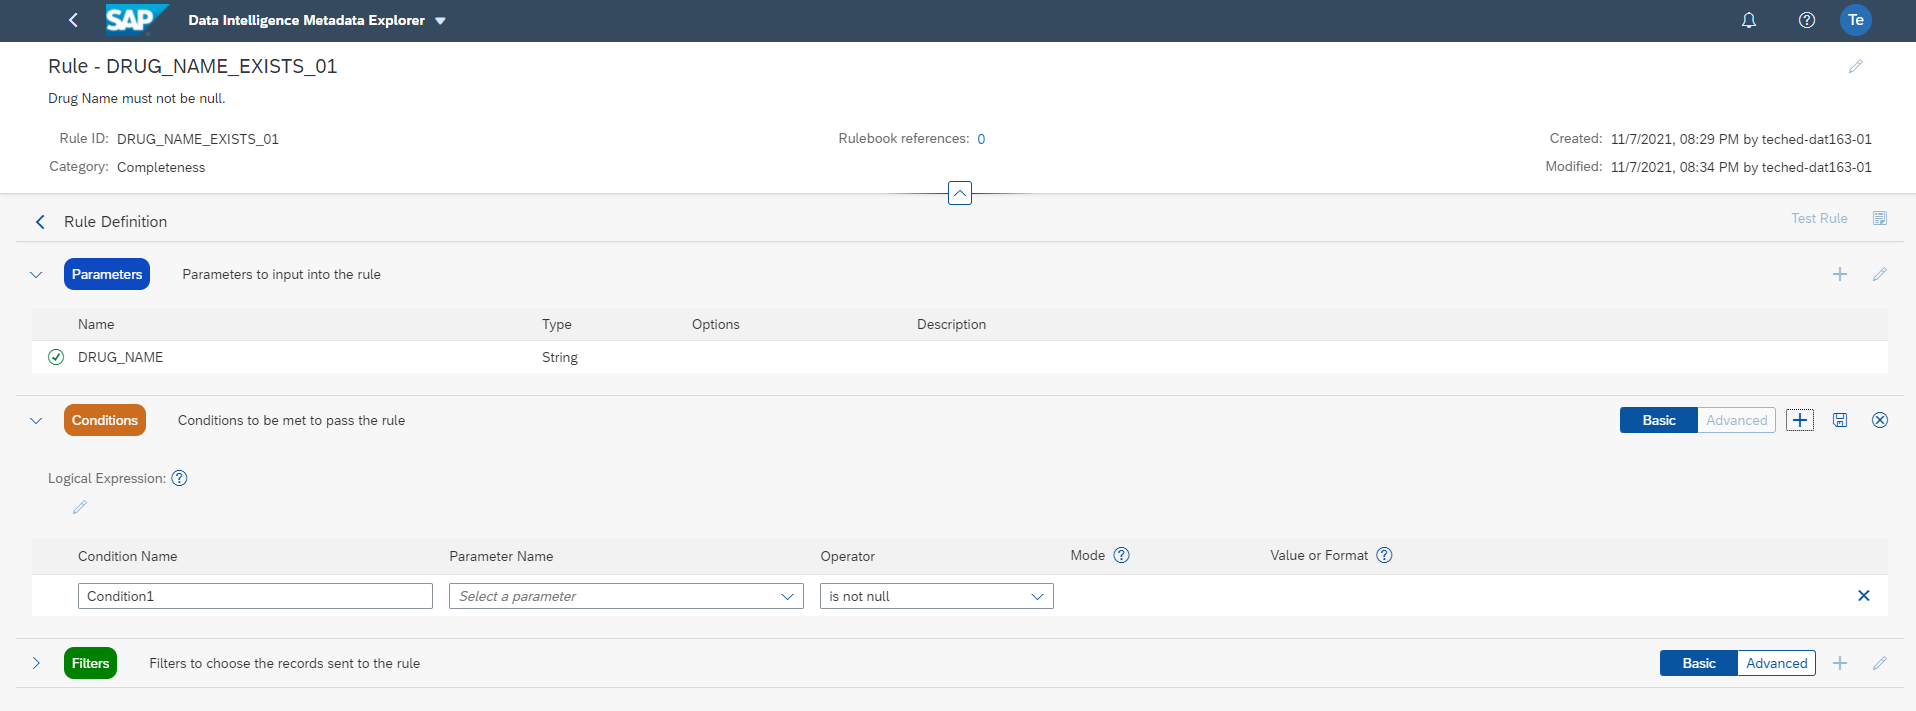 SAP Data Intelligence Metadata Explorer Te
Rule - DRUG_NAME_EXISTS_01
Drug Name must not be null.
Rule ID: DRUG_NAME_EXISTS_01 Rulebook references: 0 Created: 11/7/2021, 08:29 PM by teched-dat163-01
Category: Completeness Modified: 11/7/2021, 08:34 PM by teched-dat163-01
Rule Definition Test Rule
Parameters Parameters to input into the rule
Name Type Options Description
DRUG_NAME String
Conditions Conditions to be met to pass the rule Basic Advanced
Logical Expression:
Condition Name Parameter Name Operator Mode Value or Format
Condition1 Select a parameter is not null
Filters Filters to choose the records sent to the rule Basic Advanced